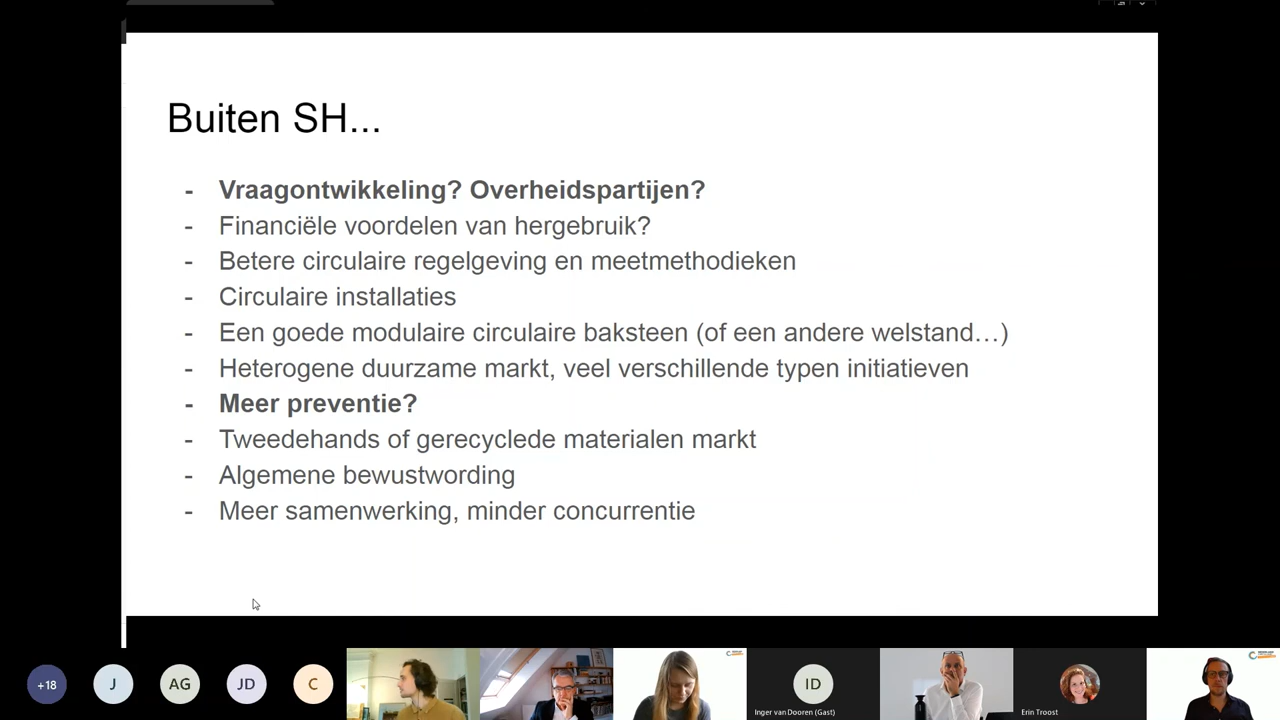 Buiten SH...
- Vraagontwikkeling? Overheidspartijen?
- Financiële voordelen van hergebruik?
- Betere circulaire regelgeving en meetmethodieken
- Circulaire installaties
- Een goede modulaire circulaire baksteen (of een andere welstand…)
- Heterogene duurzame markt, veel verschillende typen initiatieven
- Meer preventie?
- Tweedehands of gerecyclede materialen markt
- Algemene bewustwording
- Meer samenwerking, minder concurrentie
+18
J
AG
JD
C
ID
Inger van Dooren (Gast)
Erin Troost